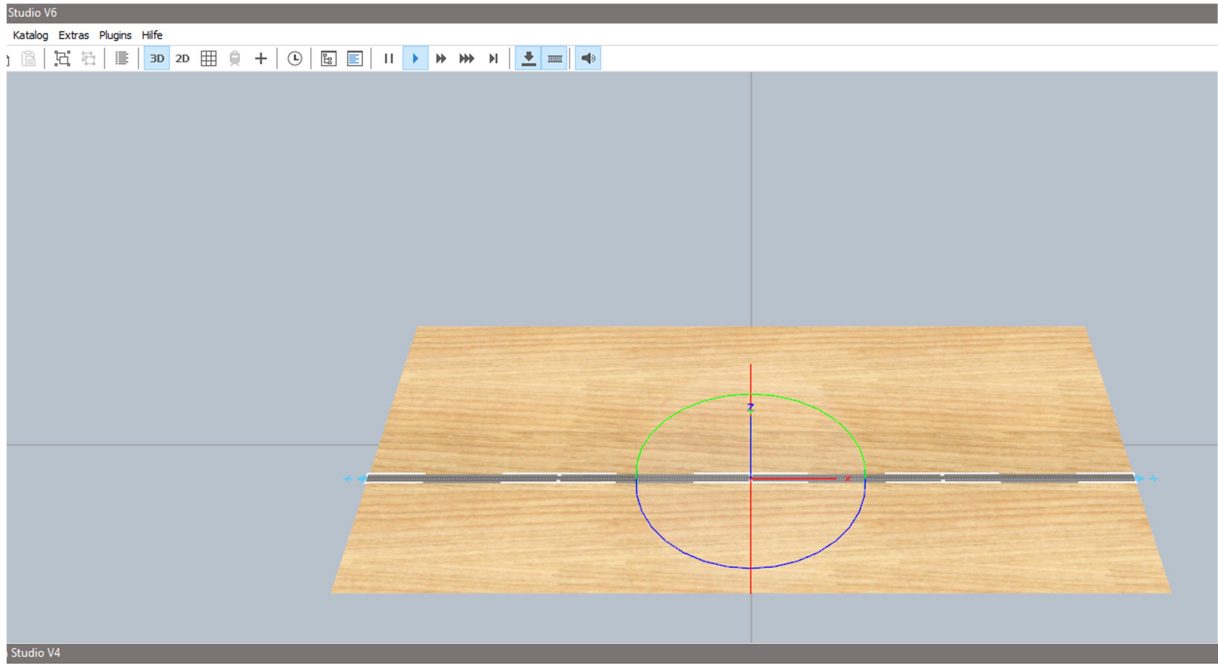 Studio V6
Katalog Extras Plugins Hilfe
3D 2D
Z
X
Studio V4